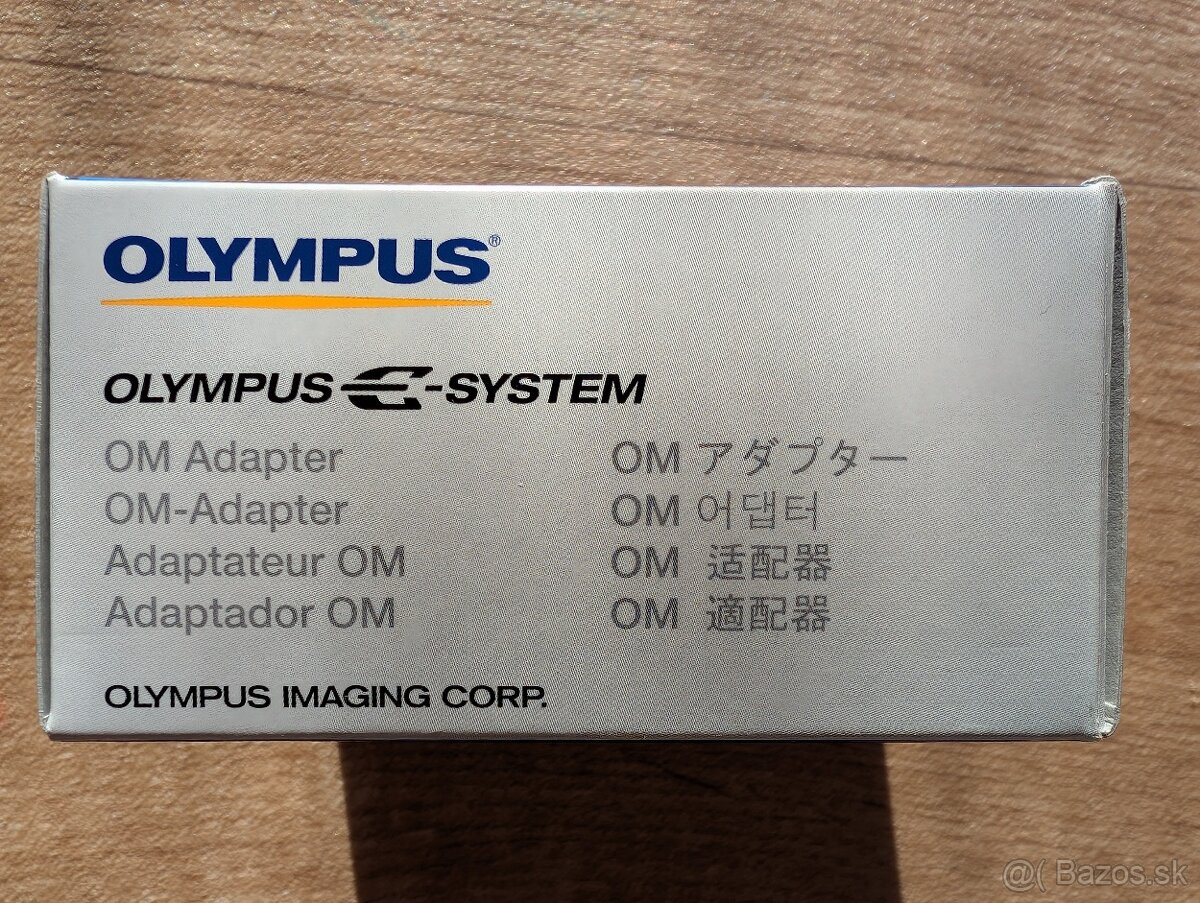 OLYMPUS®
OLYMPUS E-SYSTEM
OM Adapter
OM-Adapter
Adaptateur OM
Adaptador OM
OM アダプター
OM 어댑터
OM 适配器
OM 適配器
OLYMPUS IMAGING CORP.
@( Bazos.sk